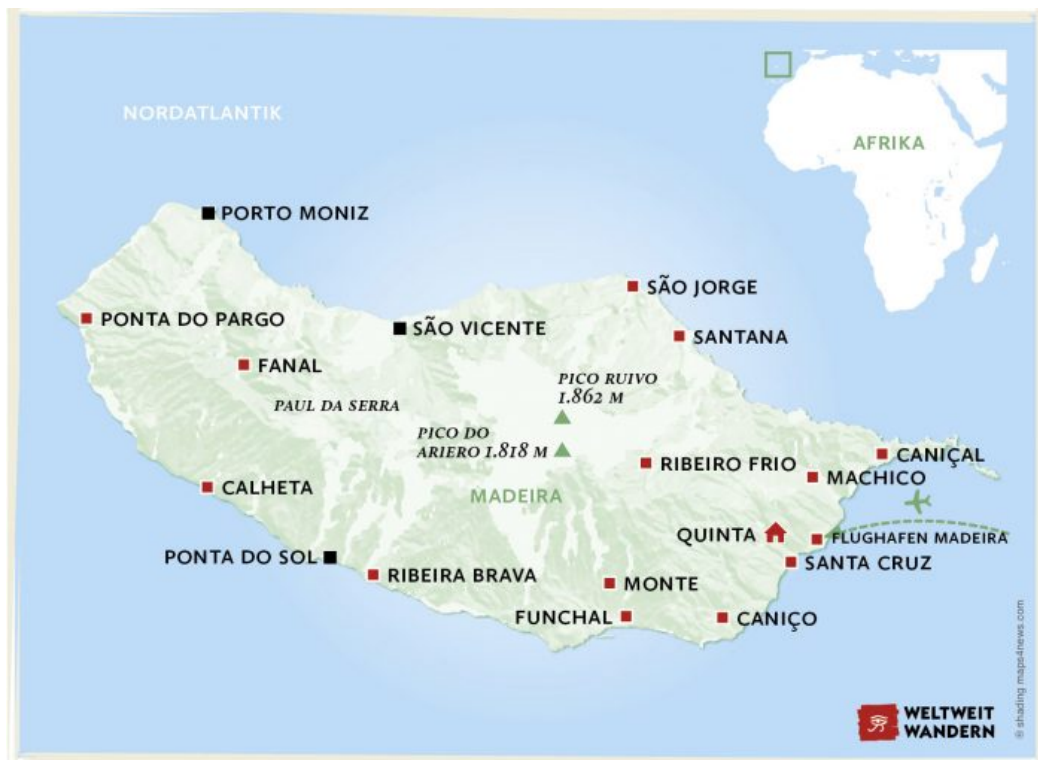 NORDATLANTIK
AFRIKA
PORTO MONIZ
SÃO JORGE
PONTA DO PARGO
SÃO VICENTE
SANTANA
FANAL
PICO RUIVO
1.862 M
PAUL DA SERRA
PICO DO
ARIERO 1.818 M
CANIÇAL
RIBEIRO FRIO
MACHICO
CALHETA
MADEIRA
QUINTA
FLUGHAFEN MADEIRA
PONTA DO SOL
SANTA CRUZ
RIBEIRA BRAVA
MONTE
FUNCHAL
CANIÇO
WELTWEIT
WANDERN
© shading maps4news.com